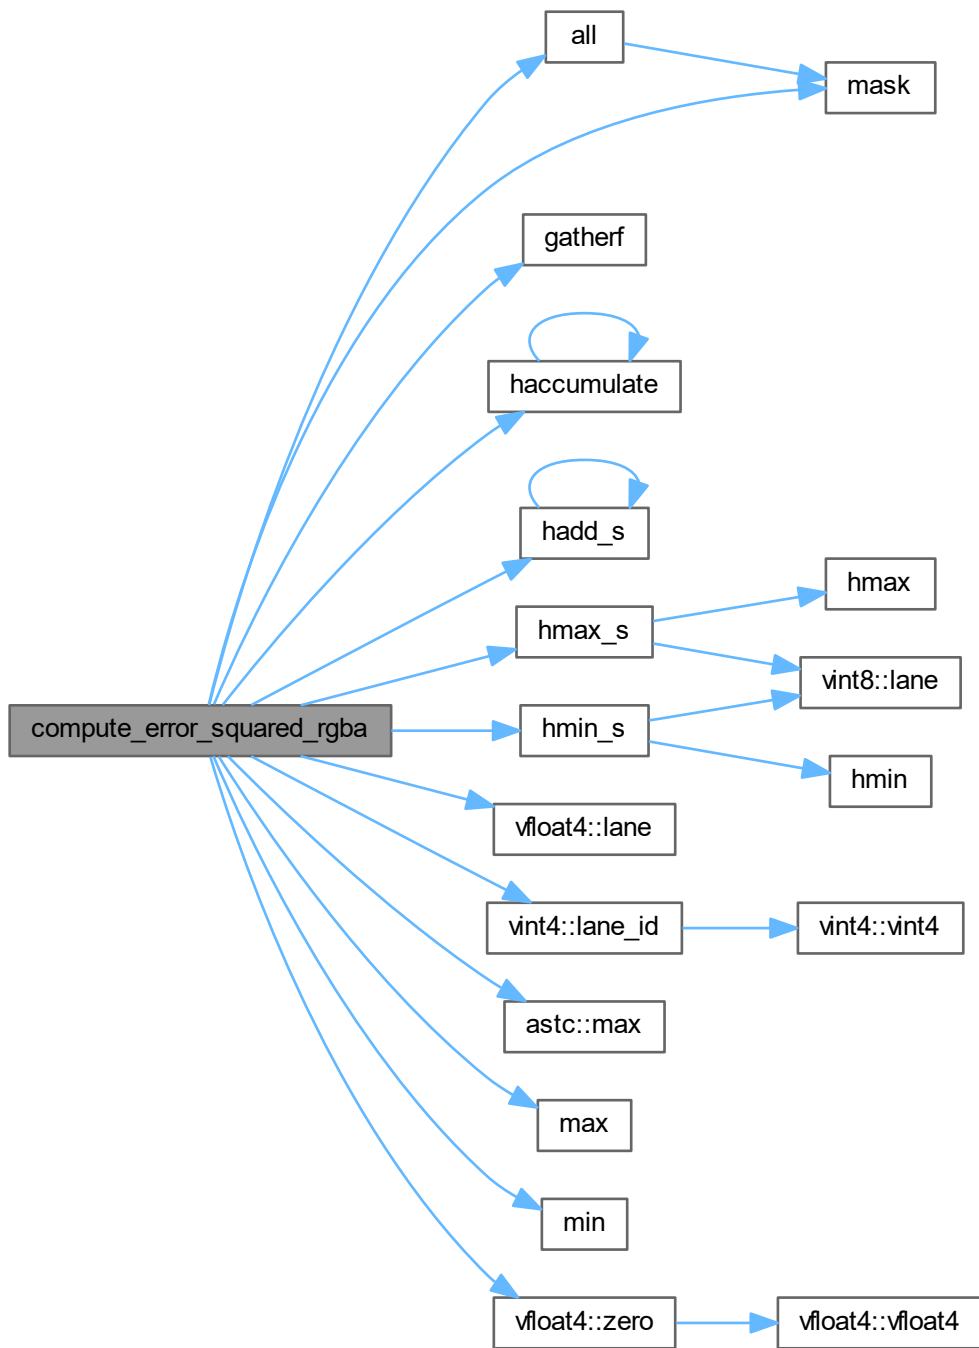 all
mask
gatherf
haccumulate
hadd_s
hmax
hmax_s
vint8::lane
compute_error_squared_rgba
hmin_s
hmin
vfloat4::lane
vint4::lane_id
vint4::vint4
astc::max
max
min
vfloat4::zero
vfloat4::vfloat4